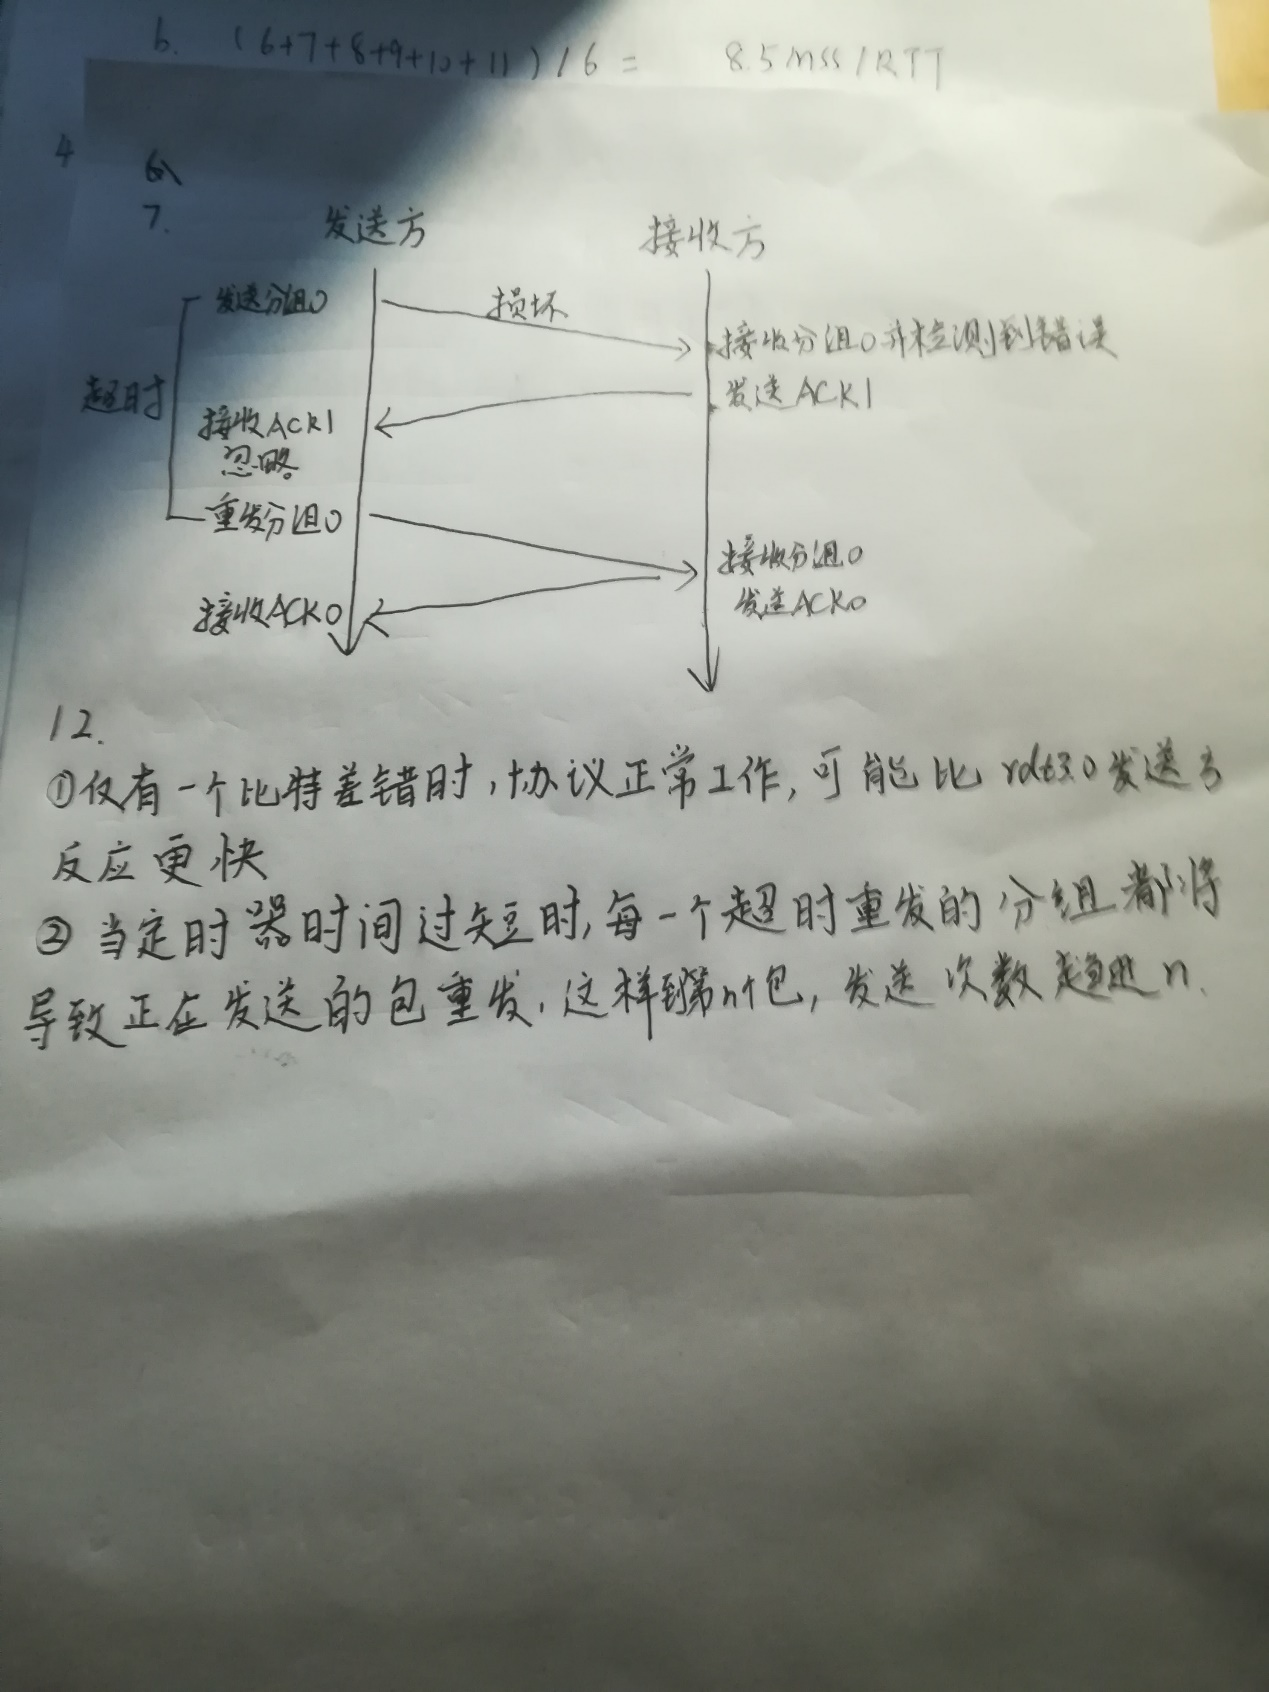 b. (6+7+8+9+10+11)/6= 8.5mss/RTT
4
7.
发送方 接收方
发送分组0 损坏
接收分组0并检测到错误
超时
发送ACK1
接收ACK1
忽略
重发分组0
接收分组0
接收ACK0 发送ACK0
12.
①仅有一个比特差错时,协议正常工作,可能比rdt3.0发送方
反应更快
②当定时器时间过短时,每一个超时重发的分组都将
导致正在发送的包重发,这样到第n个包,发送次数趋进n.